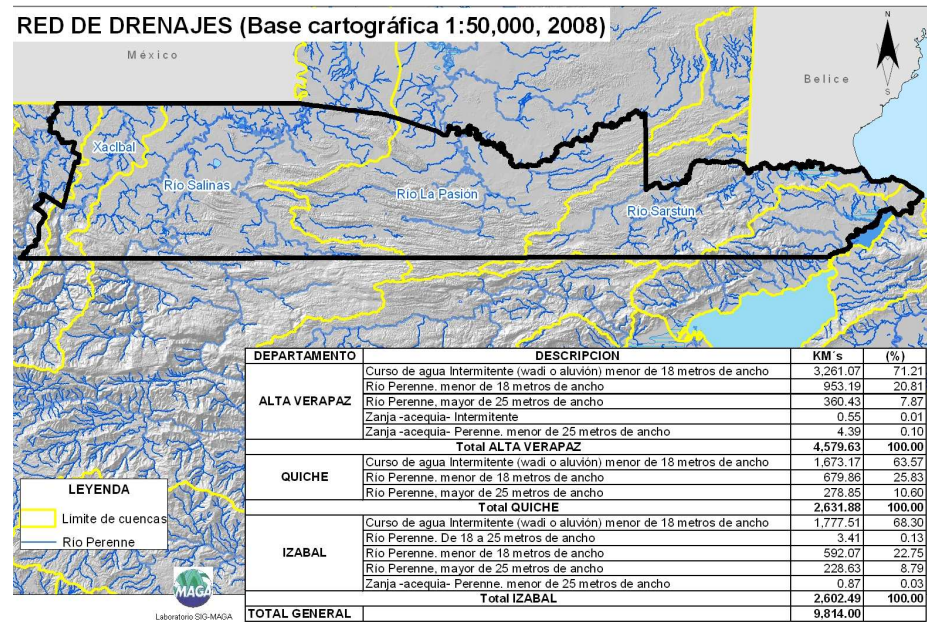 RED DE DRENAJES (Base cartográfica 1:50,000, 2008)
México
N
Belice
S
Xaclbal
Río Salinas
Río La Pasión
Río Sarstún
DEPARTAMENTO DESCRIPCION KM´s (%)
ALTA VERAPAZ
Curso de agua Intermitente (wadi o aluvión) menor de 18 metros de ancho 3,261.07 71.21
Río Perenne. menor de 18 metros de ancho 953.19 20.81
Río Perenne, mayor de 25 metros de ancho 360.43 7.87
Zanja -acequia- Intermitente 0.55 0.01
Zanja -acequia- Perenne. menor de 25 metros de ancho 4.39 0.10
Total ALTA VERAPAZ 4,579.63 100.00
QUICHE
Curso de agua Intermitente (wadi o aluvión) menor de 18 metros de ancho 1,673.17 63.57
Río Perenne. menor de 18 metros de ancho 679.86 25.83
Río Perenne, mayor de 25 metros de ancho 278.85 10.60
Total QUICHE 2,631.88 100.00
IZABAL
Curso de agua Intermitente (wadi o aluvión) menor de 18 metros de ancho 1,777.51 68.30
Río Perenne. De 18 a 25 metros de ancho 3.41 0.13
Río Perenne. menor de 18 metros de ancho 592.07 22.75
Río Perenne, mayor de 25 metros de ancho 228.63 8.79
Zanja -acequia- Perenne. menor de 25 metros de ancho 0.87 0.03
Total IZABAL 2,602.49 100.00
TOTAL GENERAL 9,814.00
LEYENDA
Limite de cuencas
Río Perenne
MAGA
Laboratorio SIG-MAGA